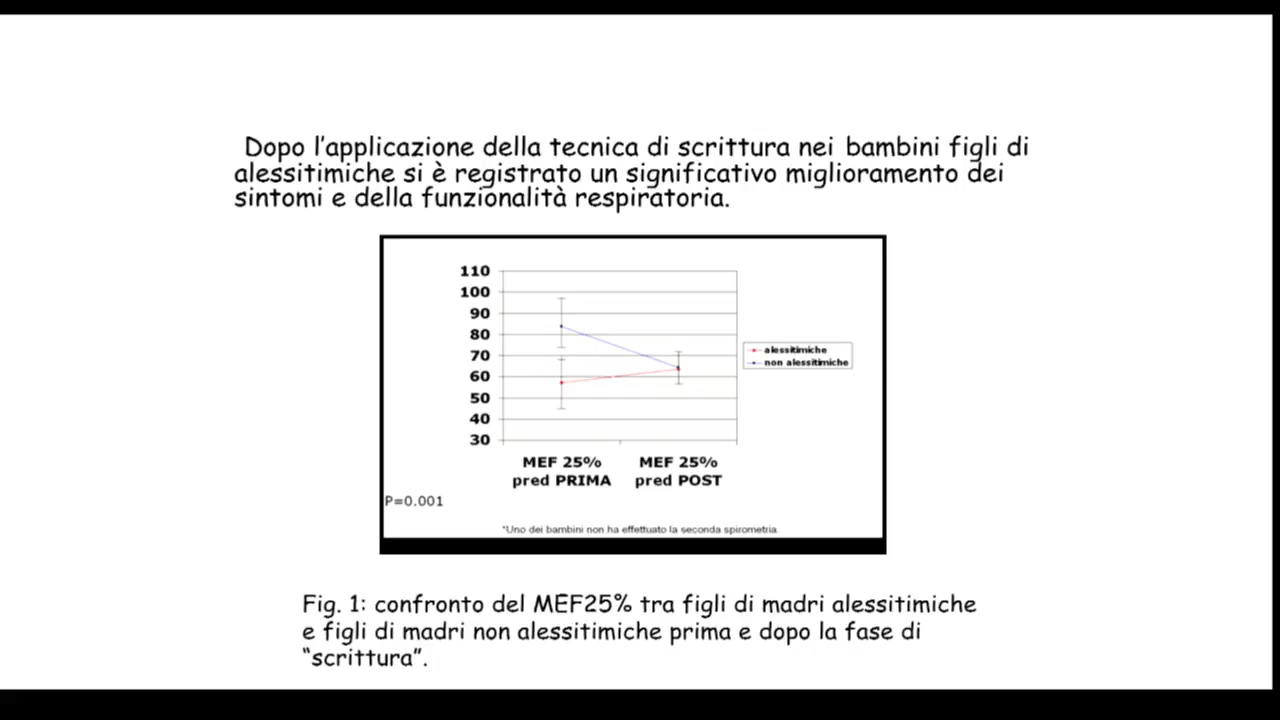 Dopo l'applicazione della tecnica di scrittura nei bambini figli di
alessitimiche si è registrato un significativo miglioramento dei
sintomi e della funzionalità respiratoria.
110
100
90
80
70
60
50
40
30
alessitimiche
non alessitimiche
MEF 25% MEF 25%
pred PRIMA pred POST
P=0.001
*Uno dei bambini non ha effettuato la seconda spirometria.
Fig. 1: confronto del MEF25% tra figli di madri alessitimiche
e figli di madri non alessitimiche prima e dopo la fase di
“scrittura”.